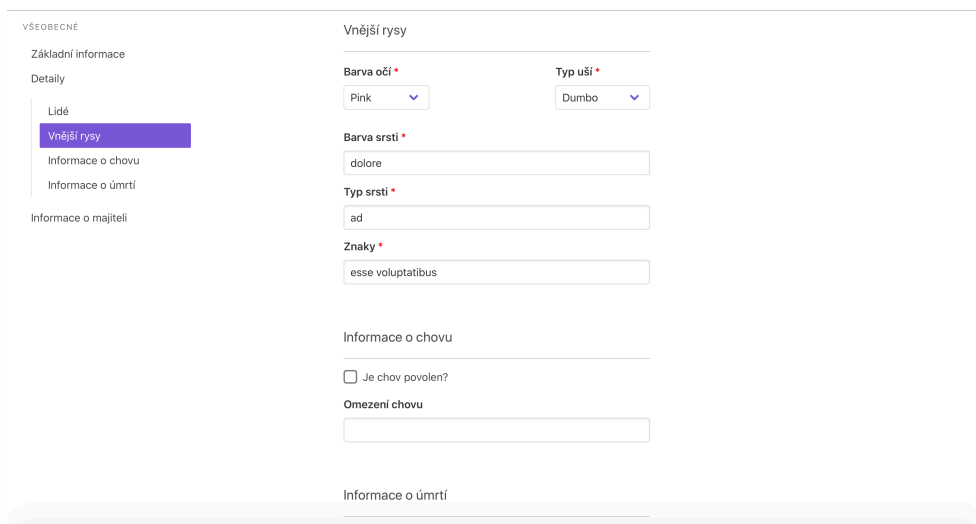 VŠEOBECNÉ
Základní informace
Detaily
Lidé
Vnější rysy
Informace o chovu
Informace o úmrtí
Informace o majiteli
Vnější rysy
Barva očí * Typ uší *
Pink Dumbo
Barva srsti *
dolore
Typ srsti *
ad
Znaky *
esse voluptatibus
Informace o chovu
Je chov povolen?
Omezení chovu
Informace o úmrtí